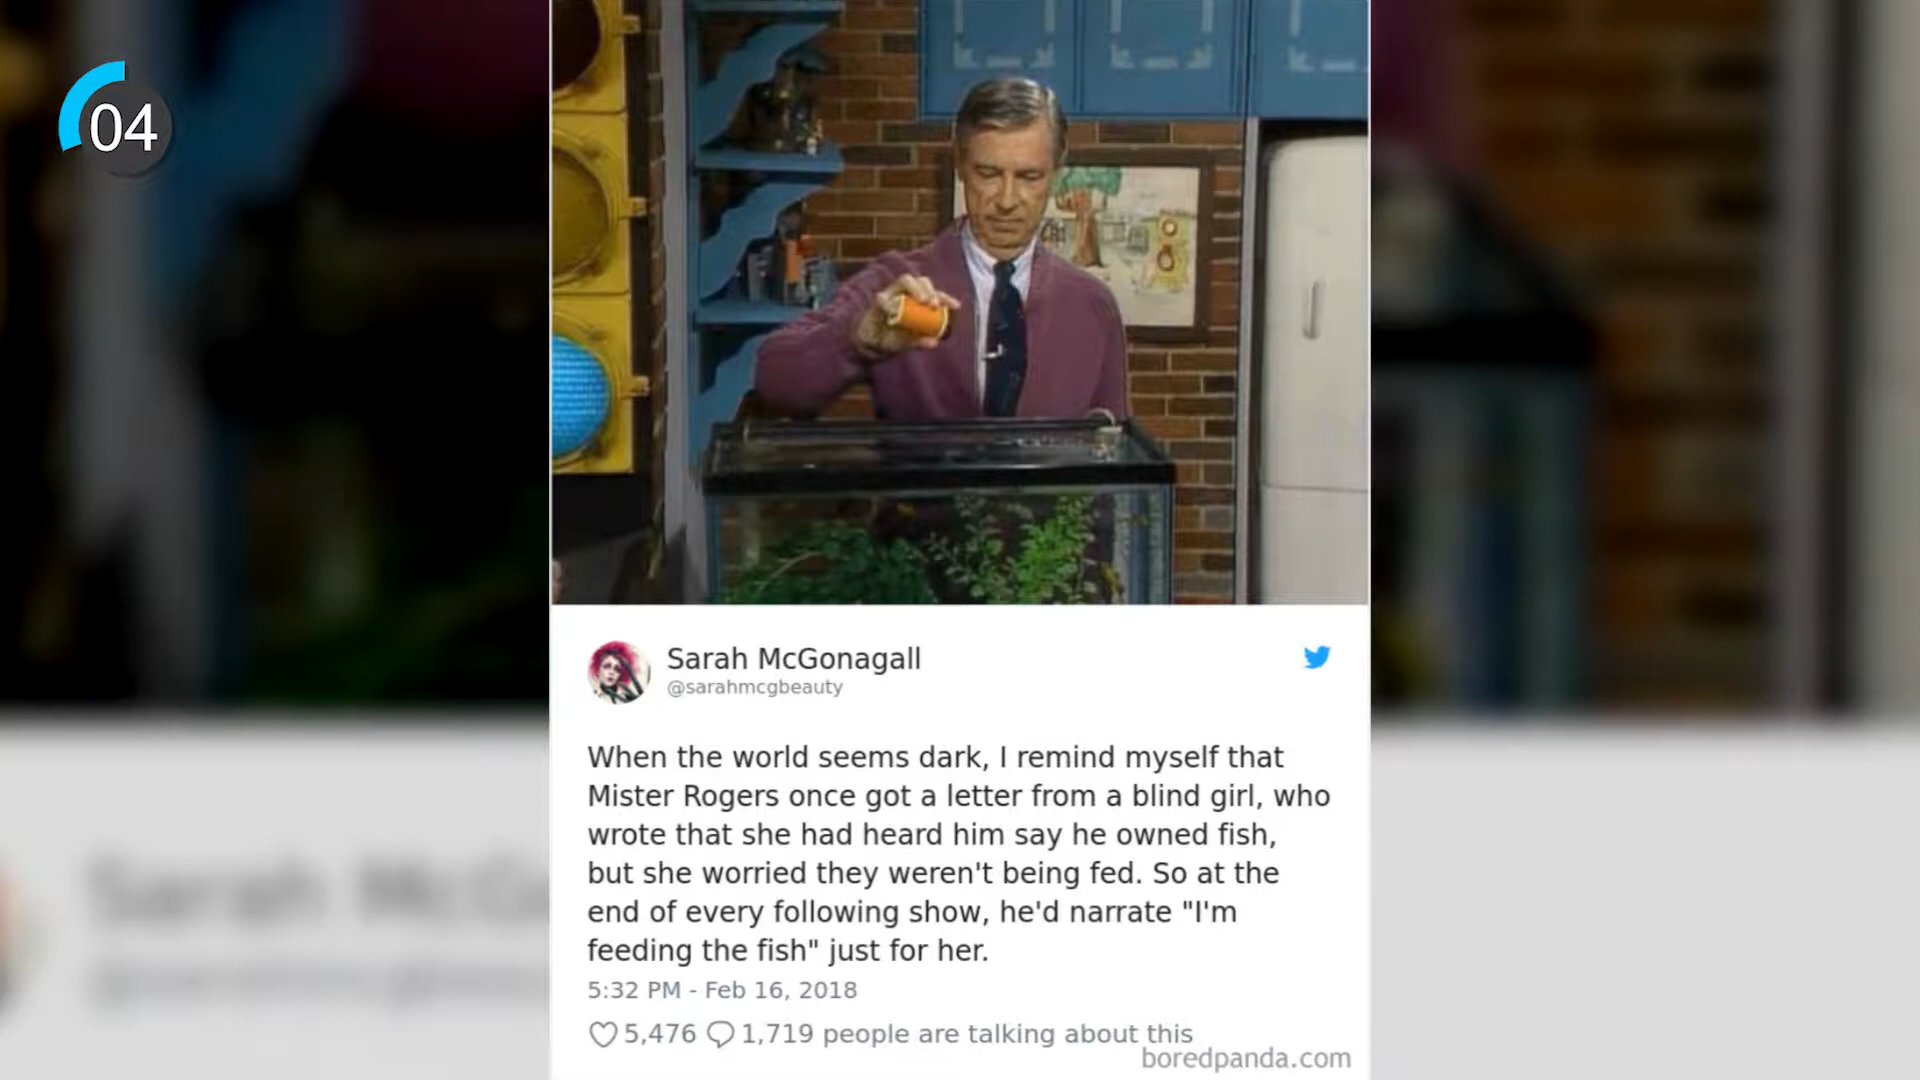 04
Sarah McGonagall
@sarahmcgbeauty
When the world seems dark, I remind myself that
Mister Rogers once got a letter from a blind girl, who
wrote that she had heard him say he owned fish,
but she worried they weren't being fed. So at the
end of every following show, he'd narrate "I'm
feeding the fish" just for her.
5:32 PM - Feb 16, 2018
5,476 1,719 people are talking about this
boredpanda.com